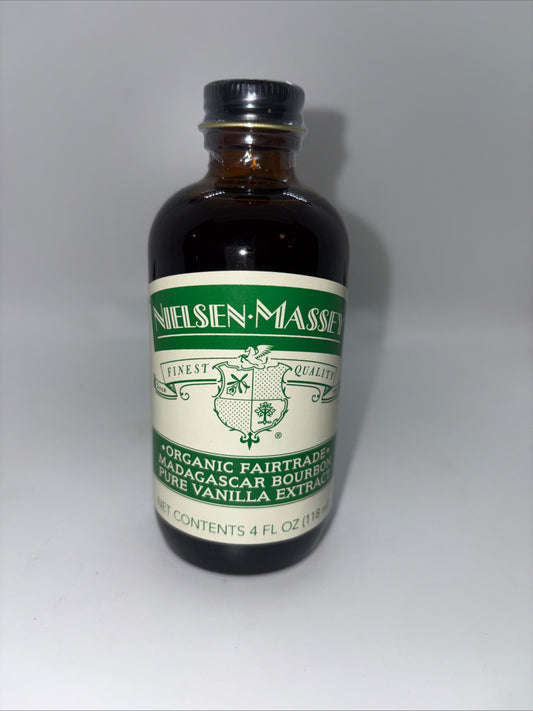 NIELSEN·MASSEY
FINEST QUALITY
®
•ORGANIC FAIRTRADE•
MADAGASCAR BOURBON
PURE VANILLA EXTRACT
NET CONTENTS 4 FL OZ (118